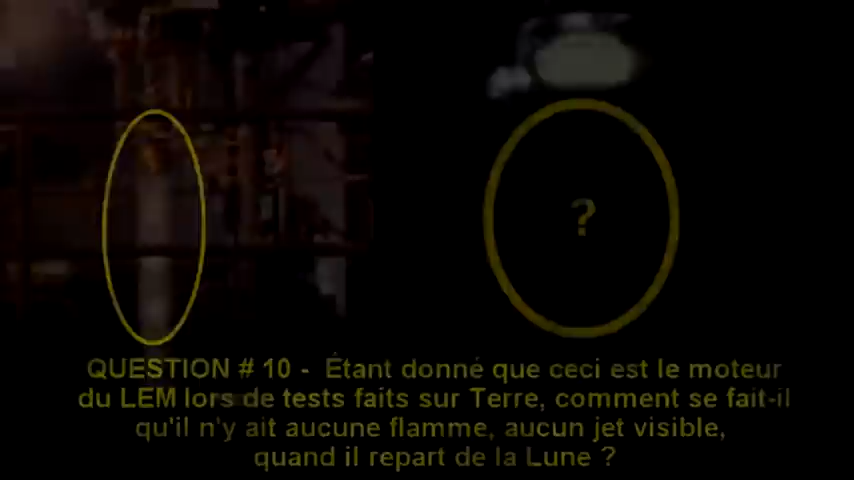 ?
QUESTION # 10 - Étant donné que ceci est le moteur
du LEM lors de tests faits sur Terre, comment se fait-il
qu'il n'y ait aucune flamme, aucun jet visible,
quand il repart de la Lune ?